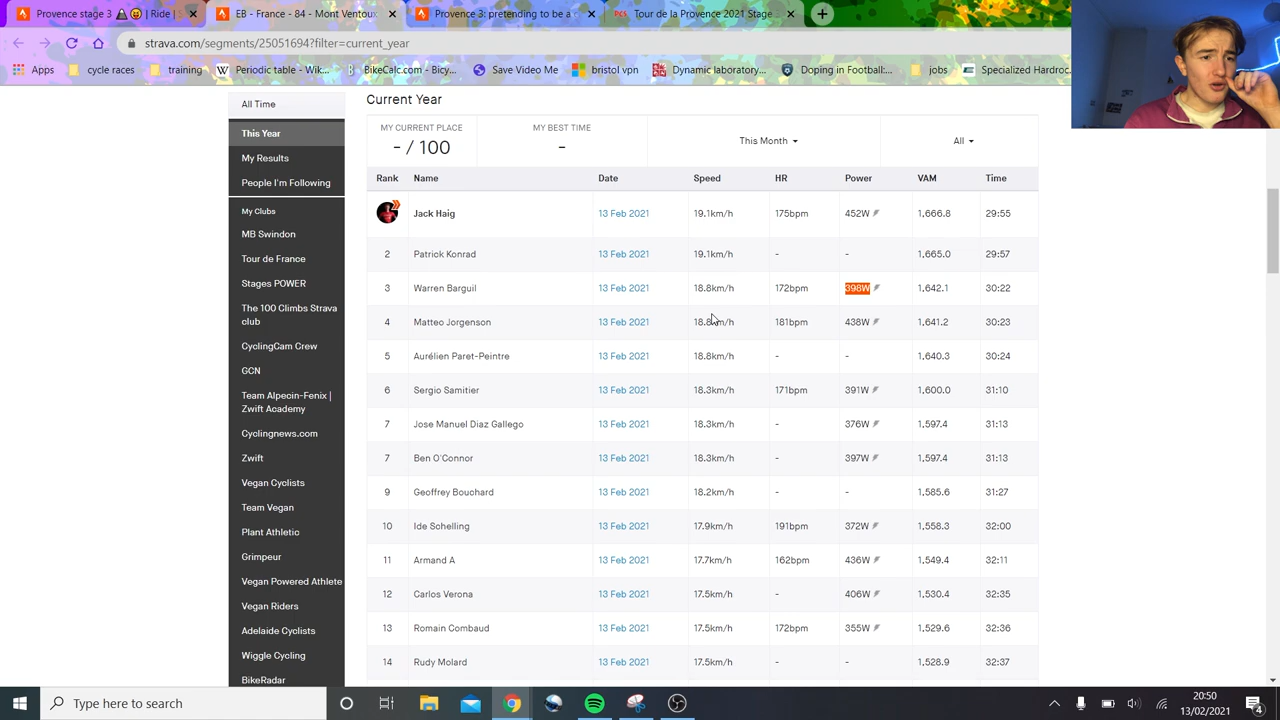 Power 3 | Ride |
EB - Power 4 - Mont Ventoux
Power 3: pretending to be a c
PCS Tour de la Provence 2021 Stage
strava.com/segments/25051694?filter=current_year
Apps cycle races training W Periodic table - Wik... BikeCalc.com - Bicy... Save Video Me bristol vpn Dynamic laboratory... Doping in Football:... jobs Specialized Hardroc...
All Time
This Year
My Results
People I'm Following
My Clubs
MB Swindon
Tour de France
Stages POWER
The 100 Climbs Strava
club
CyclingCam Crew
GCN
Team Alpecin-Fenix |
Zwift Academy
Cyclingnews.com
Zwift
Vegan Cyclists
Team Vegan
Plant Athletic
Grimpeur
Vegan Powered Athlete
Vegan Riders
Adelaide Cyclists
Wiggle Cycling
BikeRadar
Current Year
MY CURRENT PLACE MY BEST TIME
- / 100 - This Month All
Rank Name Date Speed HR Power VAM Time
Jack Haig 13 Feb 2021 19.1km/h 175bpm 452W 1,666.8 29:55
2 Patrick Konrad 13 Feb 2021 19.1km/h - - 1,665.0 29:57
3 Warren Barguil 13 Feb 2021 18.8km/h 172bpm 398W 1,642.1 30:22
4 Matteo Jorgenson 13 Feb 2021 18.8km/h 181bpm 438W 1,641.2 30:23
5 Aurélien Paret-Peintre 13 Feb 2021 18.8km/h - - 1,640.3 30:24
6 Sergio Samitier 13 Feb 2021 18.3km/h 171bpm 391W 1,600.0 31:10
7 Jose Manuel Diaz Gallego 13 Feb 2021 18.3km/h - 376W 1,597.4 31:13
7 Ben O'Connor 13 Feb 2021 18.3km/h - 397W 1,597.4 31:13
9 Geoffrey Bouchard 13 Feb 2021 18.2km/h - - 1,585.6 31:27
10 Ide Schelling 13 Feb 2021 17.9km/h 191bpm 372W 1,558.3 32:00
11 Armand A 13 Feb 2021 17.7km/h 162bpm 436W 1,549.4 32:11
12 Carlos Verona 13 Feb 2021 17.5km/h - 406W 1,530.4 32:35
13 Romain Combaud 13 Feb 2021 17.5km/h 172bpm 355W 1,529.6 32:36
14 Rudy Molard 13 Feb 2021 17.5km/h - - 1,528.9 32:37
Type here to search
20:50
13/02/2021
4